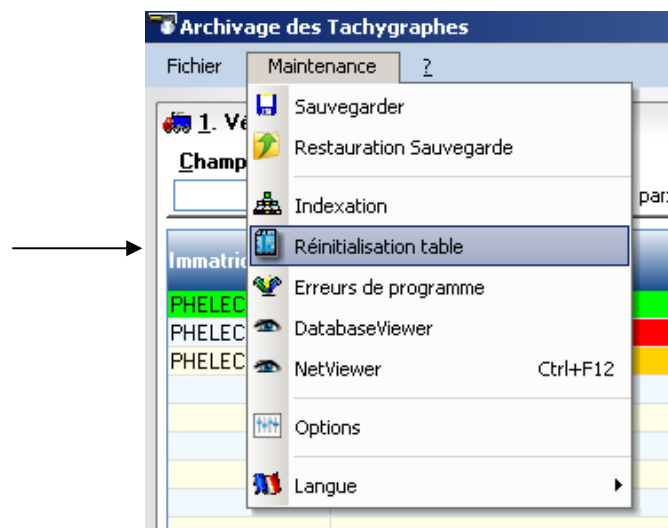 Archivage des Tachygraphes
Fichier Maintenance ?
1. Vé
Champ
par
Immatric
PHELEC
PHELEC
PHELEC
Sauvegarder
Restauration Sauvegarde
Indexation
Réinitialisation table
Erreurs de programme
DatabaseViewer
NetViewer Ctrl+F12
Options
Langue